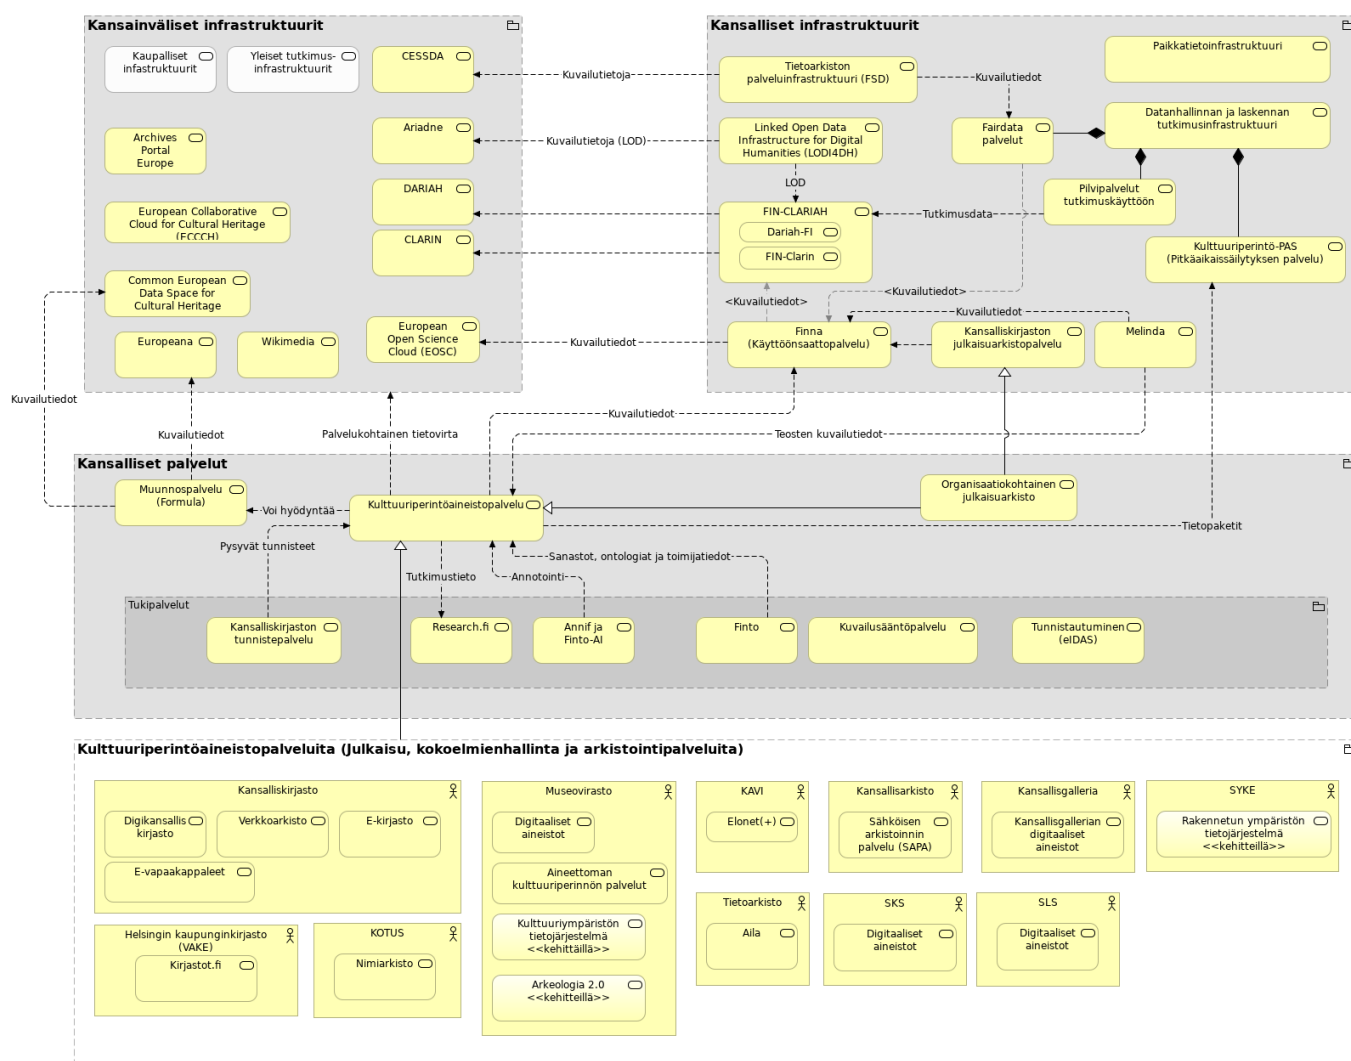 Kansainväliset infrastruktuurit
Kaupalliset
infastruktuurit
Yleiset tutkimus-
infrastruktuurit
CESSDA
Archives
Portal
Europe
Ariadne
DARIAH
European Collaborative
Cloud for Cultural Heritage
(ECCCH)
CLARIN
Common European
Data Space for
Cultural Heritage
Europeana
Wikimedia
European
Open Science
Cloud (EOSC)
Kuvailutietoja
Kuvailutietoja (LOD)
Kuvailutiedot
Kansalliset infrastruktuurit
Tietoarkiston
palveluinfrastruktuuri (FSD)
Kuvailutiedot
Paikkatietoinfrastruktuuri
Linked Open Data
Infrastructure for Digital
Humanities (LODI4DH)
Fairdata
palvelut
Datanhallinnan ja laskennan
tutkimusinfrastruktuuri
LOD
Pilvipalvelut
tutkimuskäyttöön
FIN-CLARIAH
Dariah-FI
FIN-Clarin
Tutkimusdata
Kulttuuriperintö-PAS
(Pitkäaikaissäilytyksen palvelu)
<Kuvailutiedot>
<Kuvailutiedot>
Kuvailutiedot
Finna
(Käyttöönsaattopalvelu)
Kansalliskirjaston
julkaisuarkistopalvelu
Melinda
Kuvailutiedot
Kuvailutiedot
Palvelukohtainen tietovirta
Kuvailutiedot
Teosten kuvailutiedot
Kansalliset palvelut
Muunnospalvelu
(Formula)
Voi hyödyntää
Kulttuuriperintöaineistopalvelu
Organisaatiokohtainen
julkaisuarkisto
Tietopaketit
Pysyvät tunnisteet
Tutkimustieto
Annotointi
Sanastot, ontologiat ja toimijatiedot
Tukipalvelut
Kansalliskirjaston
tunnistepalvelu
Research.fi
Annif ja
Finto-AI
Finto
Kuvailusääntöpalvelu
Tunnistautuminen
(eIDAS)
Kulttuuriperintöaineistopalveluita (Julkaisu, kokoelmienhallinta ja arkistointipalveluita)
Kansalliskirjasto
Digikansallis
kirjasto
Verkkoarkisto
E-kirjasto
E-vapaakappaleet
Helsingin kaupunginkirjasto
(VAKE)
Kirjastot.fi
KOTUS
Nimiarkisto
Museovirasto
Digitaaliset
aineistot
Aineettoman
kulttuuriperinnön palvelut
Kulttuuriympäristön
tietojärjestelmä
<<kehittäillä>>
Arkeologia 2.0
<<kehitteillä>>
KAVI
Elonet(+)
Kansallisarkisto
Sähköisen
arkistoinnin
palvelu (SAPA)
Kansallisgalleria
Kansallisgallerian
digitaaliset
aineistot
SYKE
Rakennetun ympäristön
tietojärjestelmä
<<kehitteillä>>
Tietoarkisto
Aila
SKS
Digitaaliset
aineistot
SLS
Digitaaliset
aineistot